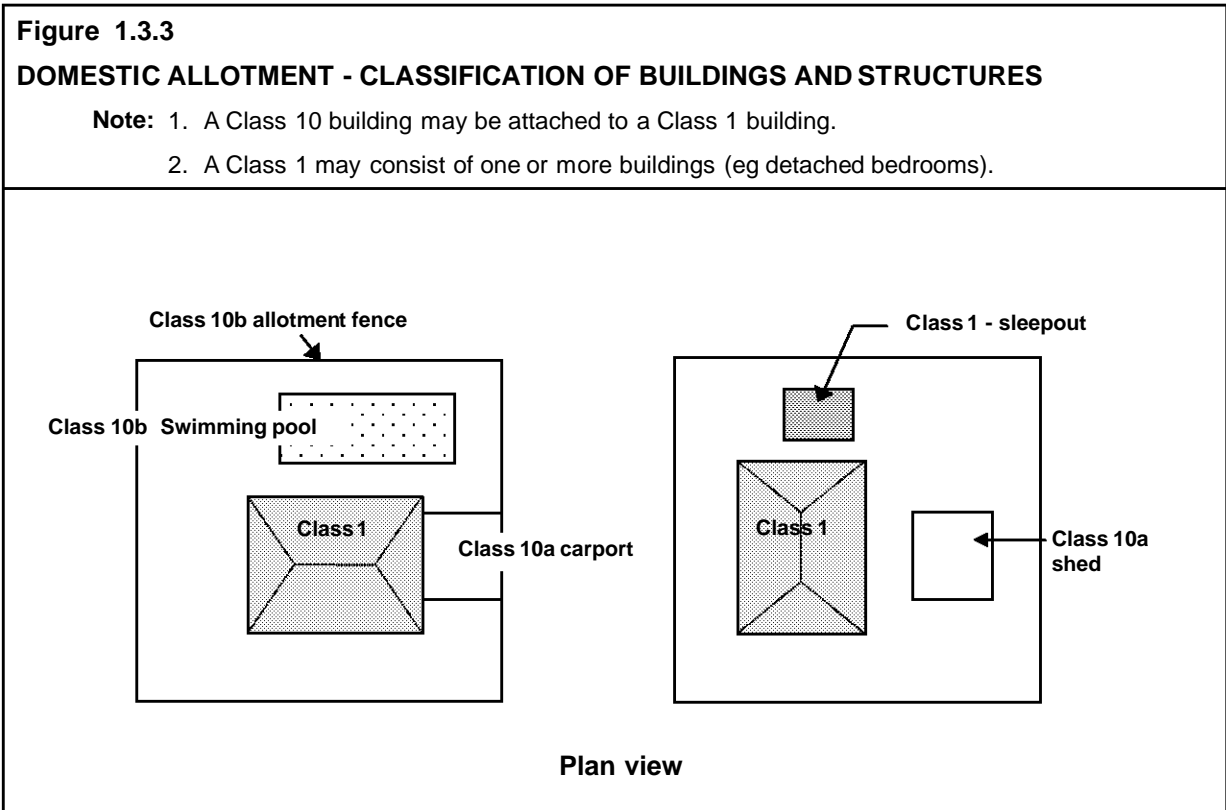 Figure 1.3.3
DOMESTIC ALLOTMENT - CLASSIFICATION OF BUILDINGS AND STRUCTURES
Note: 1. A Class 10 building may be attached to a Class 1 building.
2. A Class 1 may consist of one or more buildings (eg detached bedrooms).
Class 10b allotment fence
Class 10b Swimming pool
Class 1
Class 10a carport
Class 1 - sleepout
Class 1
Class 10a
shed
Plan view